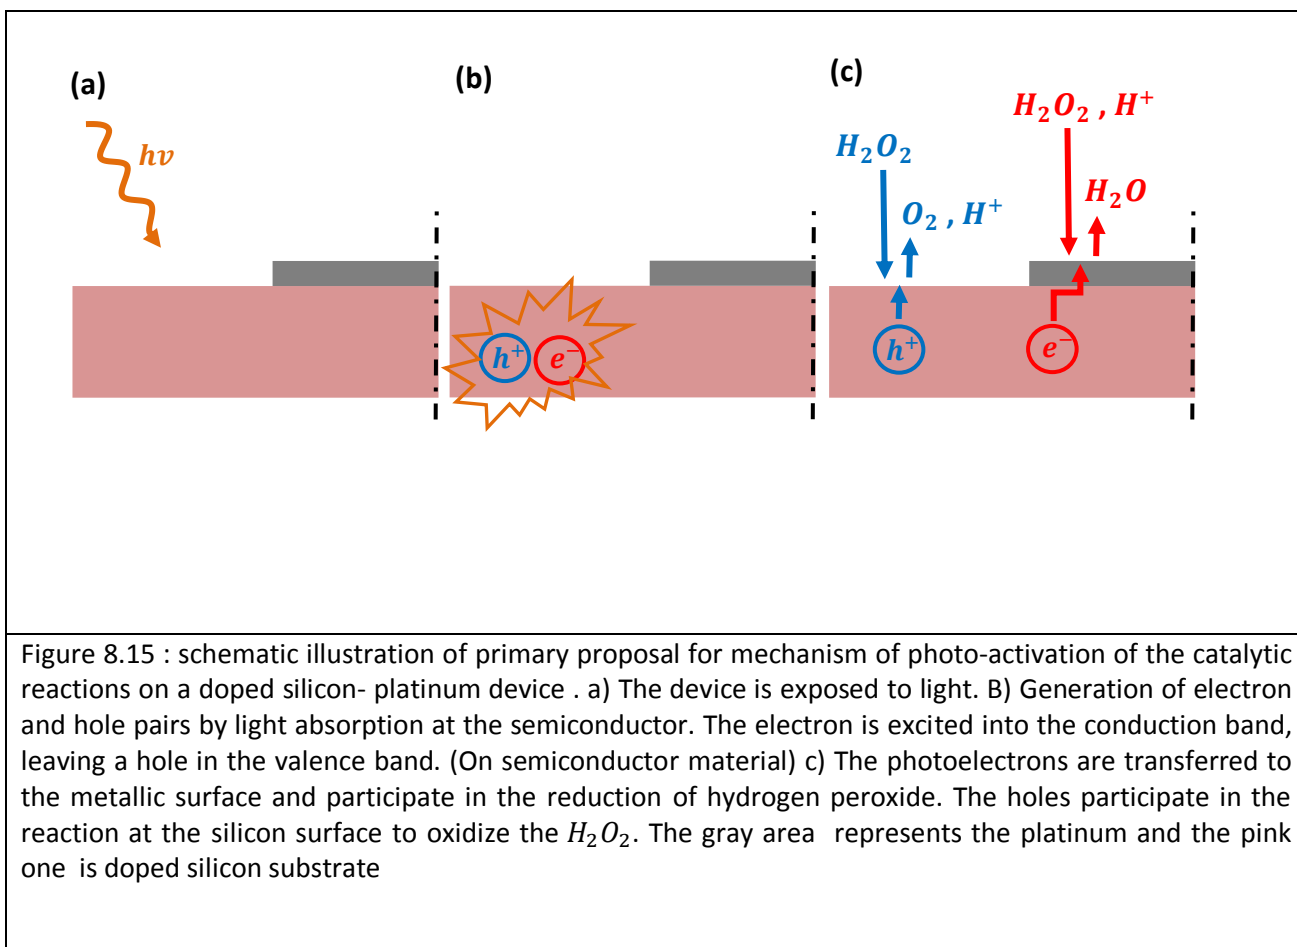 (a)
(b)
(c)
hν
H₂O₂
O₂ , H⁺
H₂O₂ , H⁺
H₂O
h⁺
e⁻
h⁺
e⁻
Figure 8.15 : schematic illustration of primary proposal for mechanism of photo-activation of the catalytic
reactions on a doped silicon- platinum device . a) The device is exposed to light. B) Generation of electron
and hole pairs by light absorption at the semiconductor. The electron is excited into the conduction band,
leaving a hole in the valence band. (On semiconductor material) c) The photoelectrons are transferred to
the metallic surface and participate in the reduction of hydrogen peroxide. The holes participate in the
reaction at the silicon surface to oxidize the H₂O₂. The gray area represents the platinum and the pink
one is doped silicon substrate